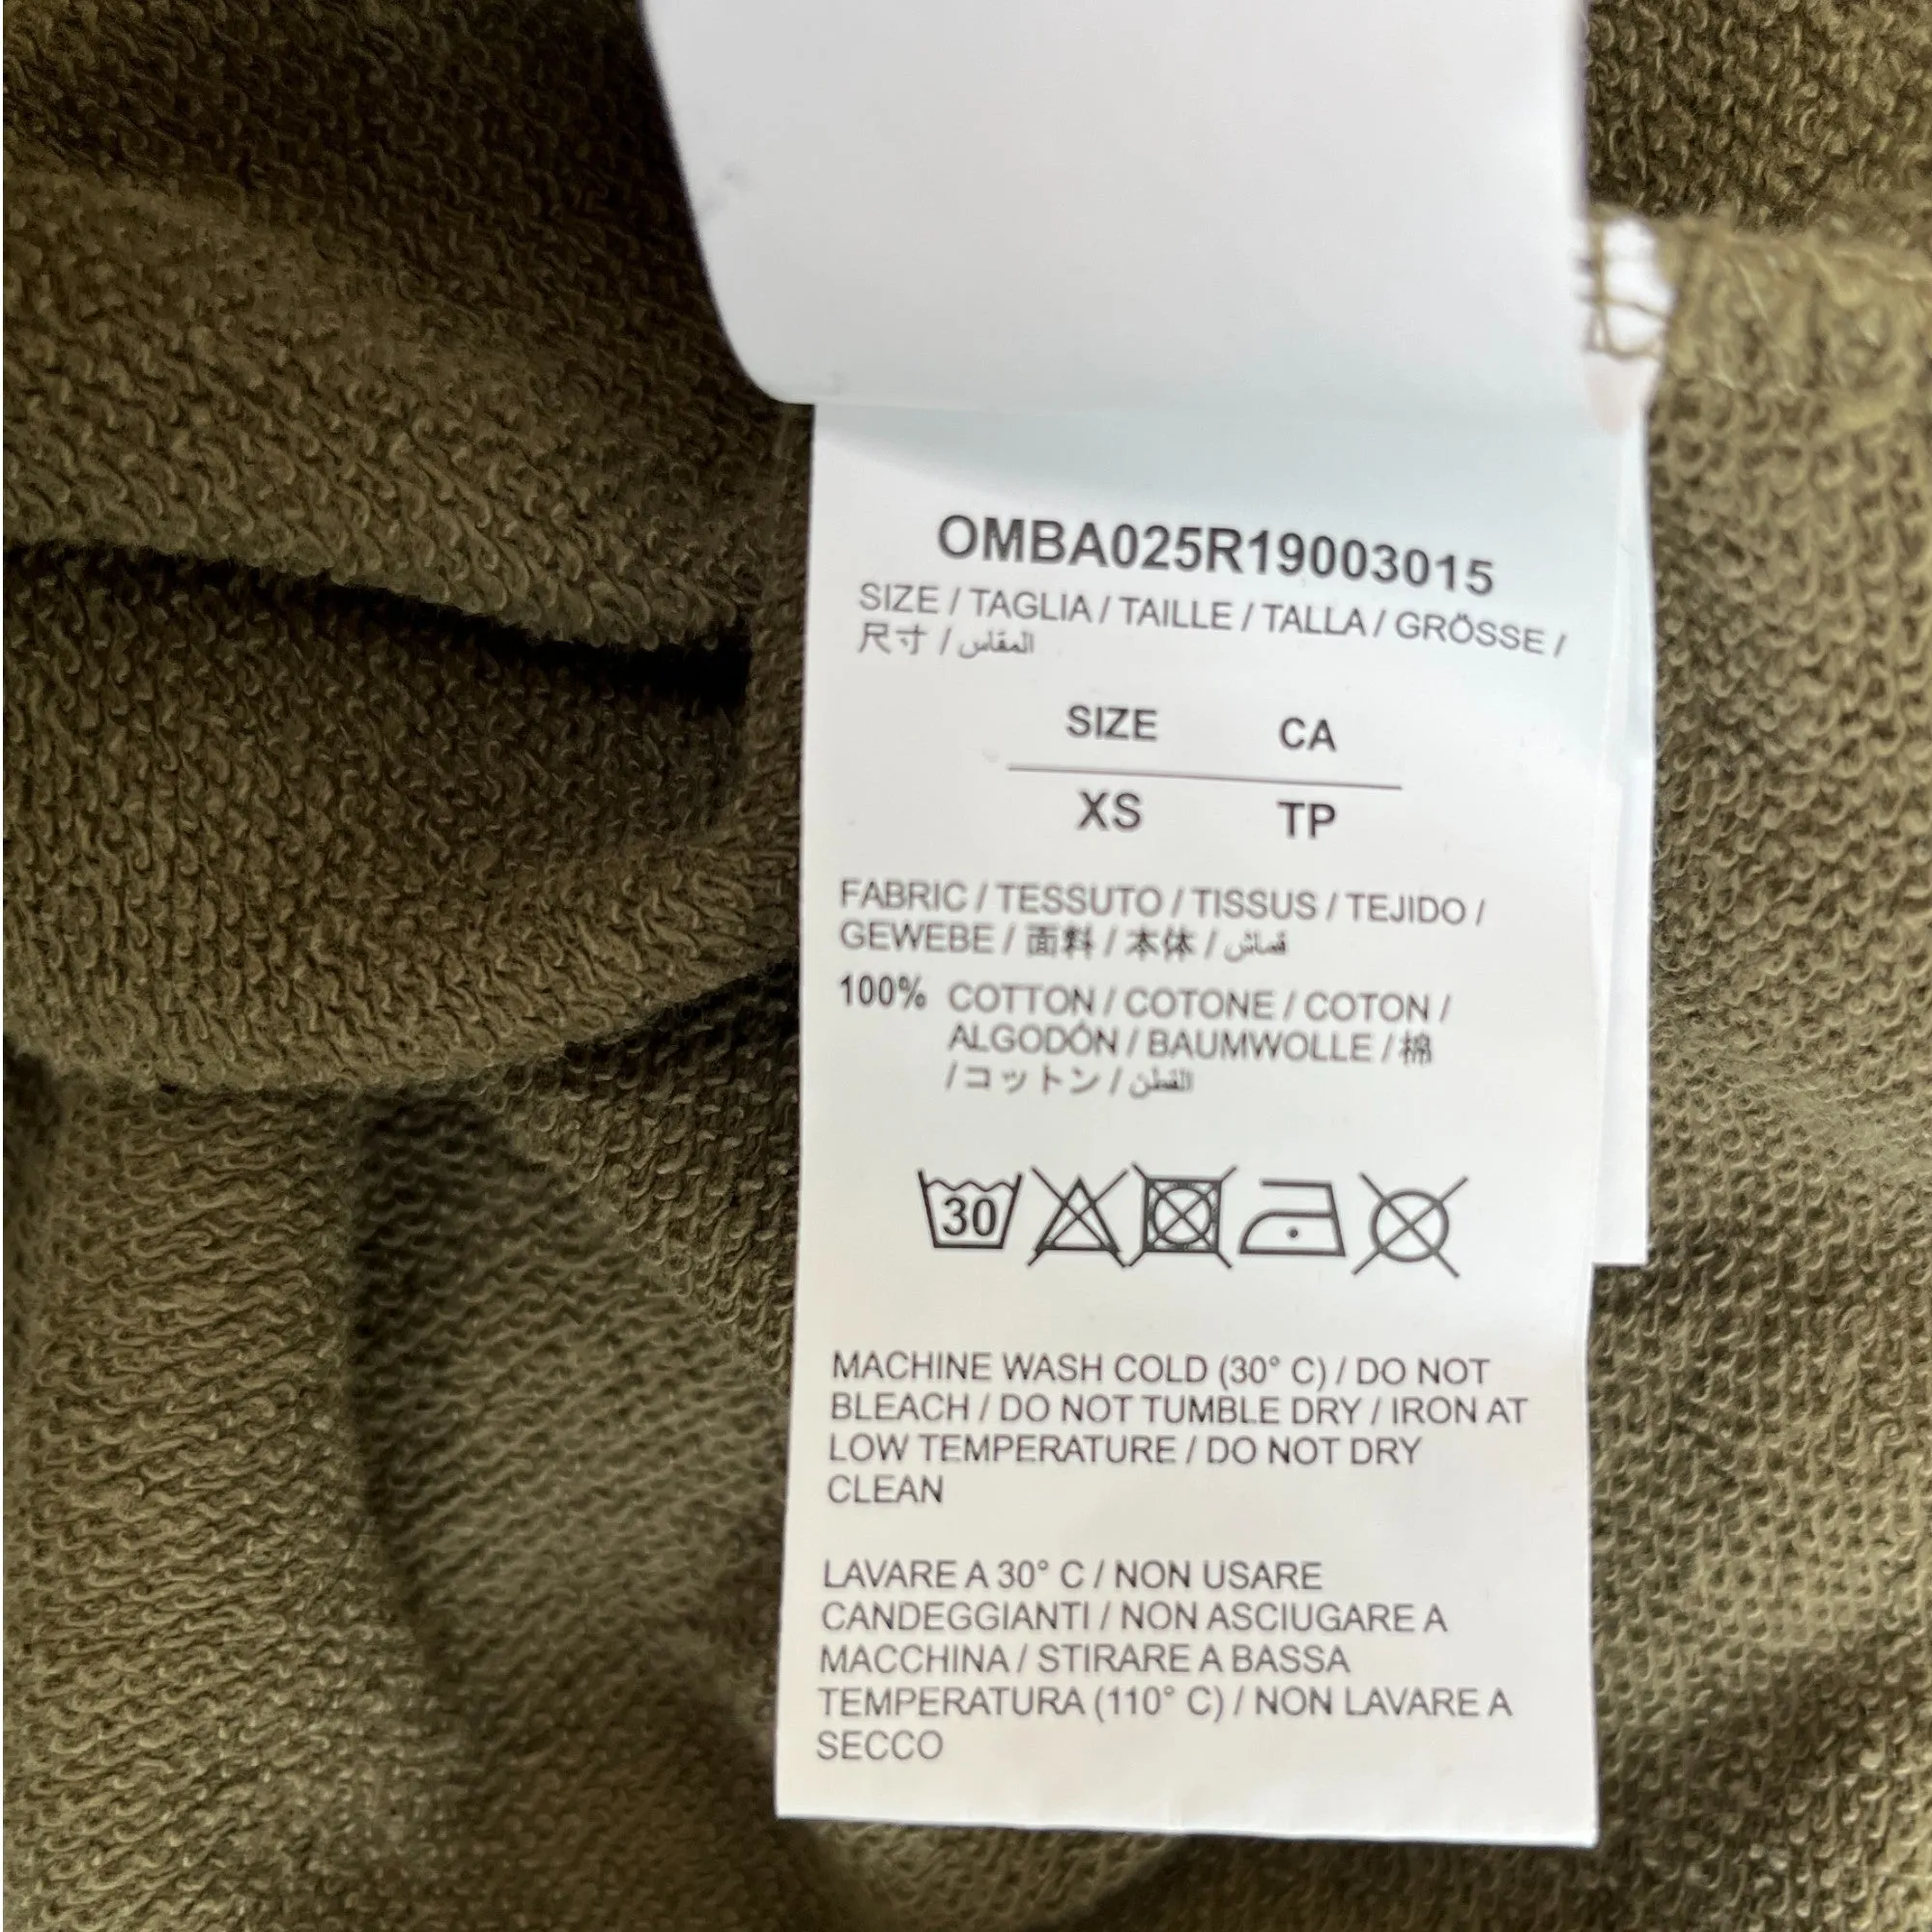 OMBA025R19003015
SIZE / TAGLIA / TAILLE / TALLA / GRÖSSE /
尺寸 / المقاس
SIZE CA
XS TP
FABRIC / TESSUTO / TISSUS / TEJIDO /
GEWEBE / 面料 / 本体 / قماش
100% COTTON / COTONE / COTON /
ALGODÓN / BAUMWOLLE / 棉
/ コットン / القطن
30
MACHINE WASH COLD (30° C) / DO NOT
BLEACH / DO NOT TUMBLE DRY / IRON AT
LOW TEMPERATURE / DO NOT DRY
CLEAN
LAVARE A 30° C / NON USARE
CANDEGGIANTI / NON ASCIUGARE A
MACCHINA / STIRARE A BASSA
TEMPERATURA (110° C) / NON LAVARE A
SECCO